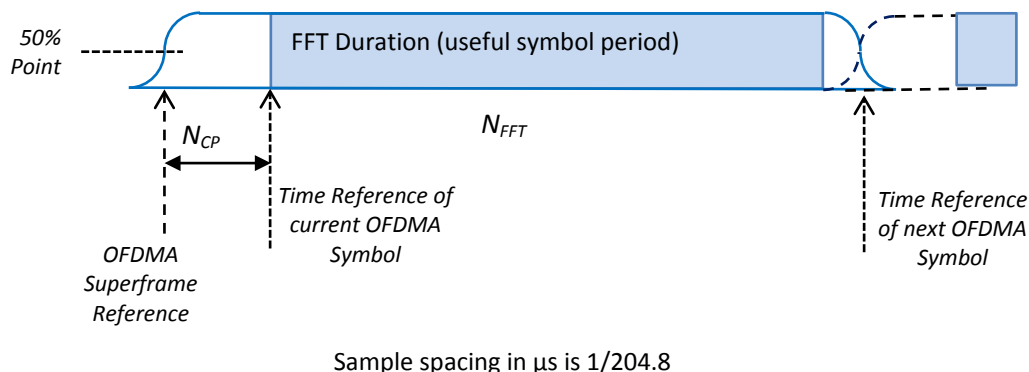 50%
Point
FFT Duration (useful symbol period)
N_CP
N_FFT
OFDMA
Superframe
Reference
Time Reference of
current OFDMA
Symbol
Time Reference
of next OFDMA
Symbol
Sample spacing in µs is 1/204.8